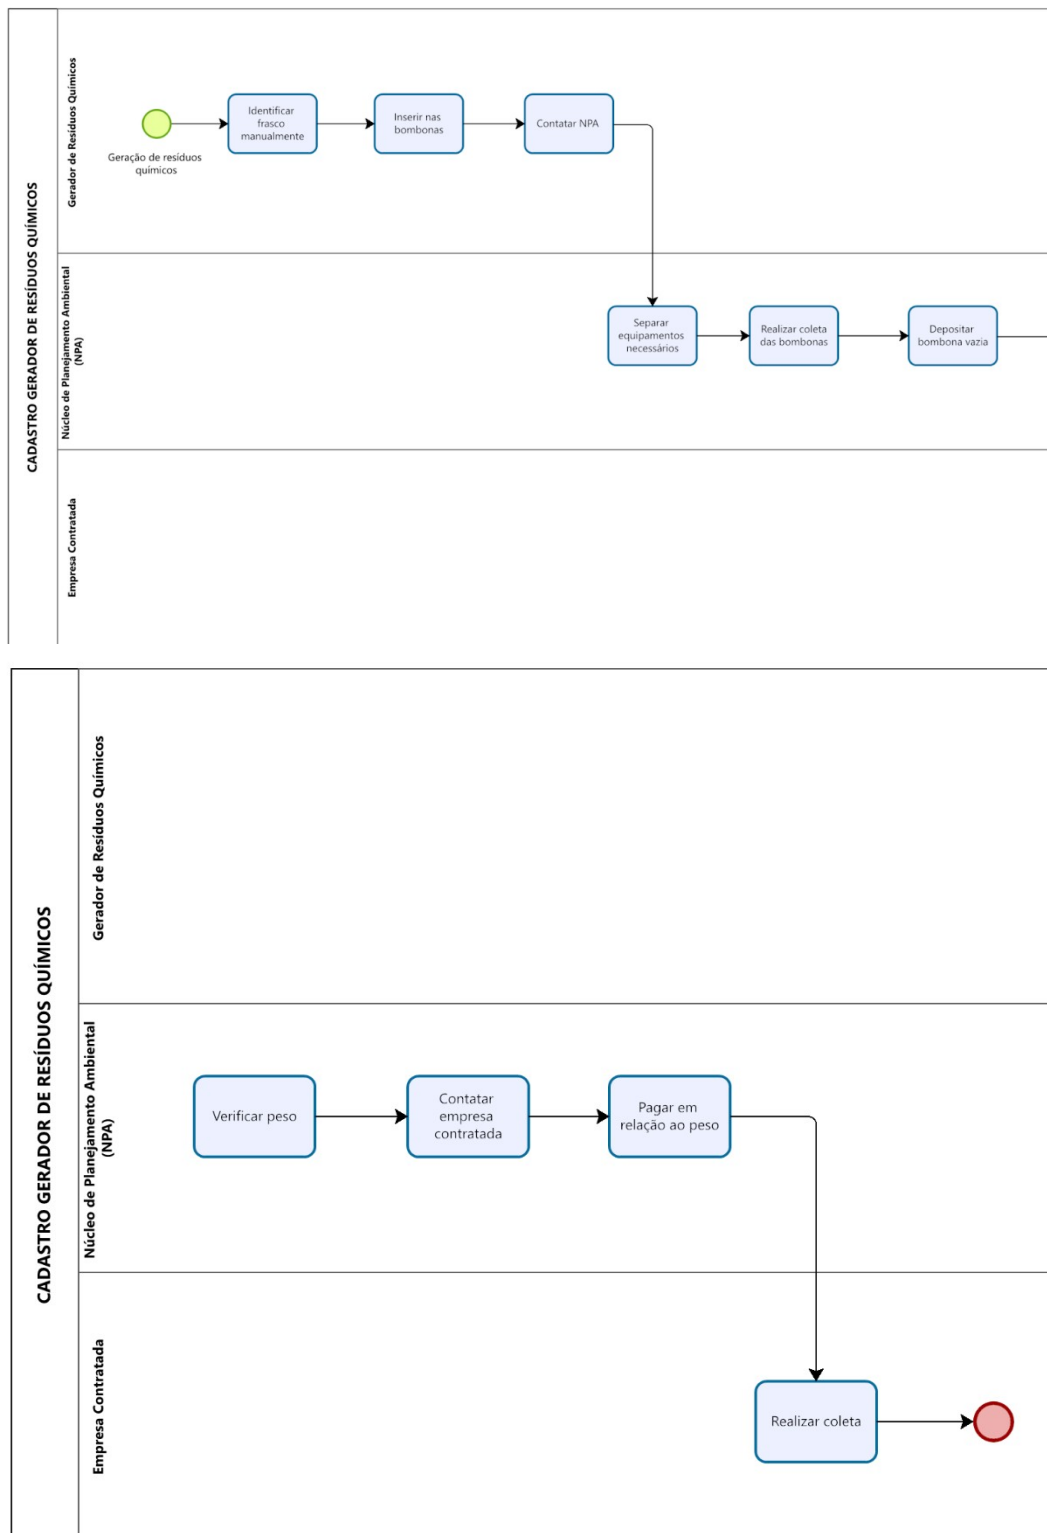 CADASTRO GERADOR DE RESÍDUOS QUÍMICOS
Gerador de Resíduos Químicos
Geração de resíduos
químicos
Identificar
frasco
manualmente
Inserir nas
bombonas
Contatar NPA
Núcleo de Planejamento Ambiental
(NPA)
Separar
equipamentos
necessários
Realizar coleta
das bombonas
Depositar
bombona vazia
Empresa Contratada
CADASTRO GERADOR DE RESÍDUOS QUÍMICOS
Gerador de Resíduos Químicos
Núcleo de Planejamento Ambiental
(NPA)
Verificar peso
Contatar
empresa
contratada
Pagar em
relação ao peso
Empresa Contratada
Realizar coleta